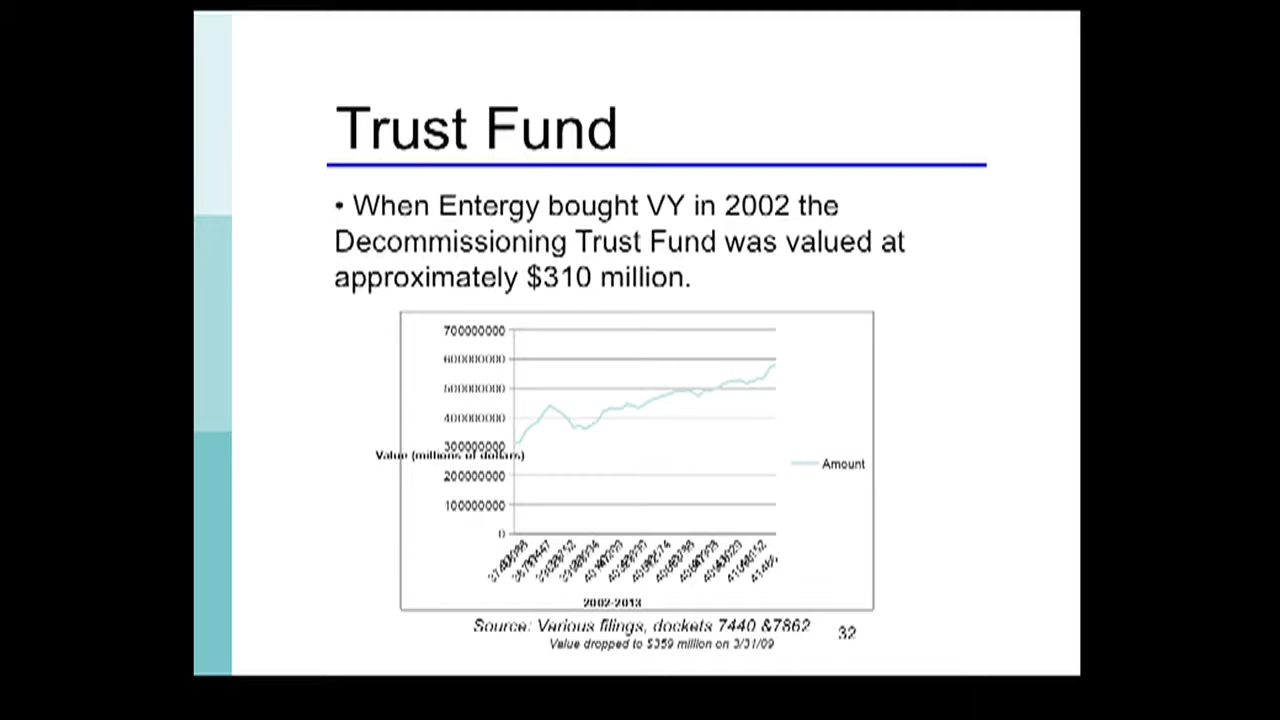 Trust Fund
• When Entergy bought VY in 2002 the
Decommissioning Trust Fund was valued at
approximately $310 million.
700000000
600000000
500000000
400000000
300000000
Value (millions of dollars)
200000000
100000000
0
Amount
2002-2013
Source: Various filings, dockets 7440 &7862
32
Value dropped to $359 million on 3/31/09